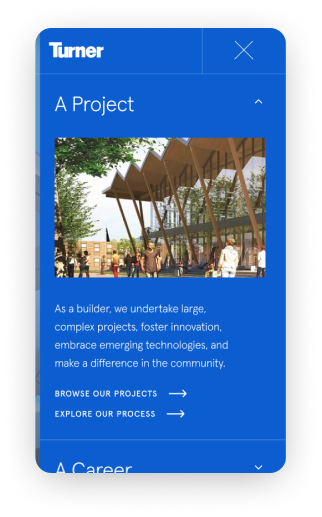 Turner
A Project
As a builder, we undertake large,
complex projects, foster innovation,
embrace emerging technologies, and
make a difference in the community.
BROWSE OUR PROJECTS
EXPLORE OUR PROCESS
A Career